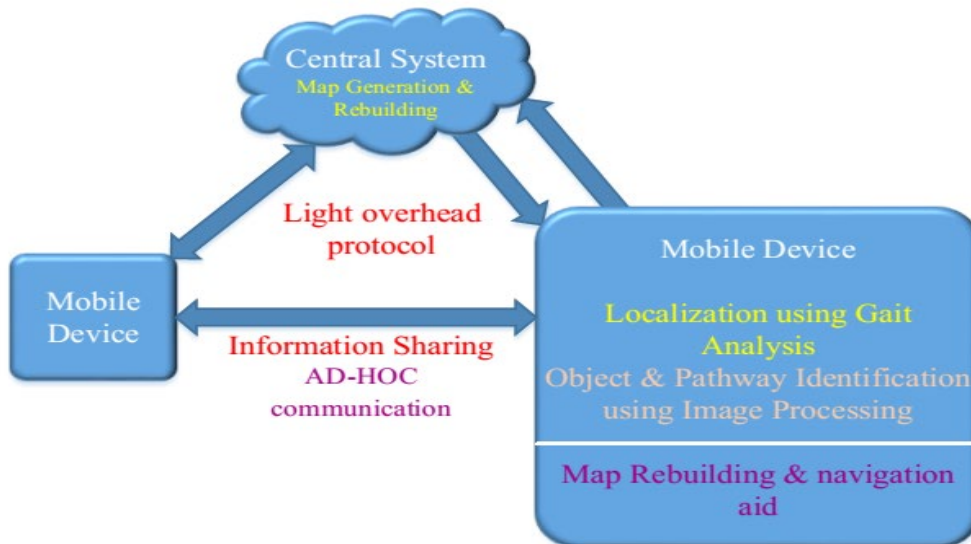 Central System
Map Generation &
Rebuilding
Light overhead
protocol
Mobile
Device
Information Sharing
AD-HOC
communication
Mobile Device
Localization using Gait
Analysis
Object & Pathway Identification
using Image Processing
Map Rebuilding & navigation
aid